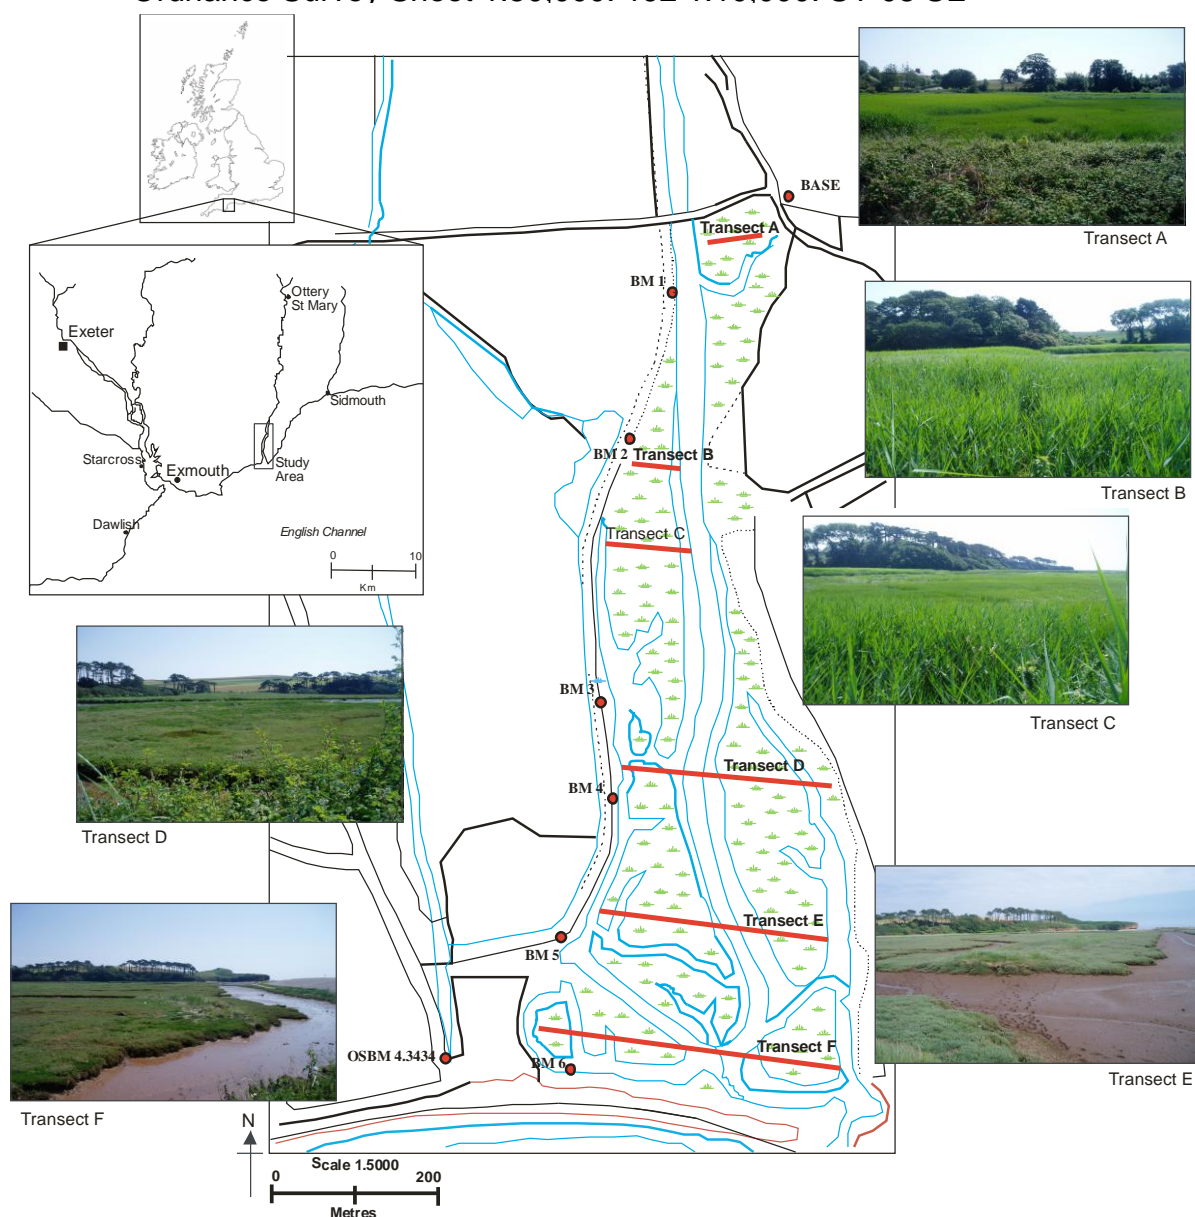 BASE
Transect A
Transect A
BM 1
Ottery
St Mary
Exeter
Sidmouth
BM 2
Transect B
Starcross
Exmouth
Study
Area
Transect B
Dawlish
English Channel
Transect C
0
10
Km
BM 3
Transect C
Transect D
BM 4
Transect D
Transect E
BM 5
Transect F
OSBM 4.3434
BM 6
Transect E
Transect F
N
Scale 1.5000
0
200
Metres